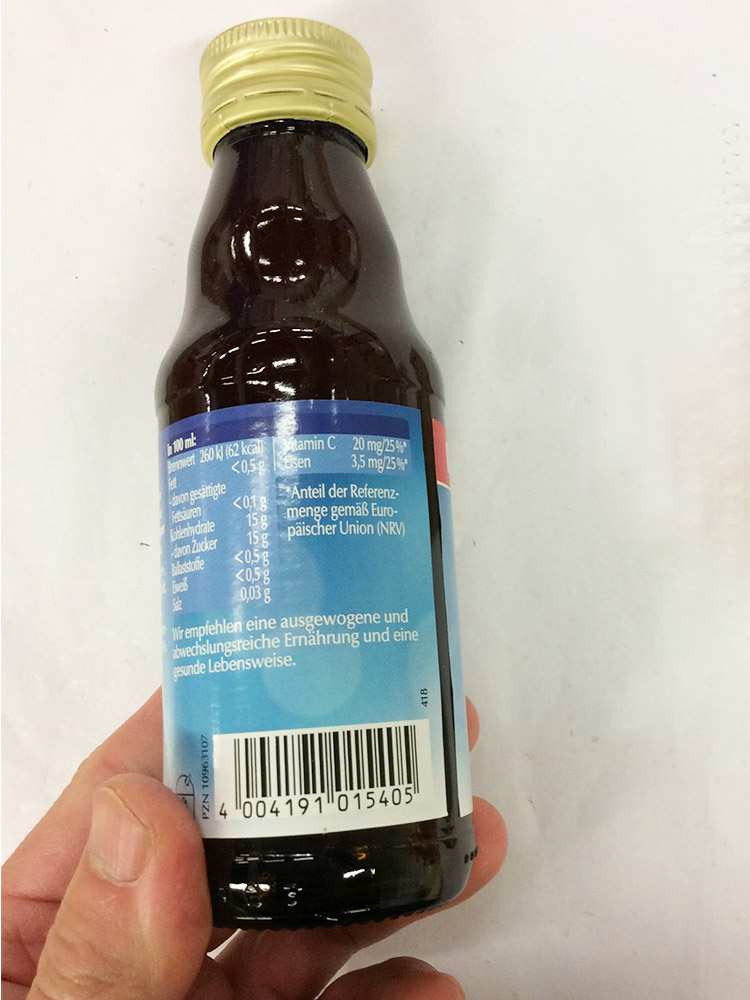 In 100 ml:
Brennwert 260 kJ (62 kcal)
Fett <0,5 g
- davon gesättigte
Fettsäuren <0,1 g
Kohlenhydrate 15 g
- davon Zucker 15 g
Ballaststoffe <0,5 g
Eiweiß <0,5 g
Salz 0,03 g
Vitamin C 20 mg/25%*
Eisen 3,5 mg/25%*
*Anteil der Referenz-
menge gemäß Euro-
päischer Union (NRV)
Wir empfehlen eine ausgewogene und
abwechslungsreiche Ernährung und eine
gesunde Lebensweise.
418
PZN 10963107
4 004191 015405